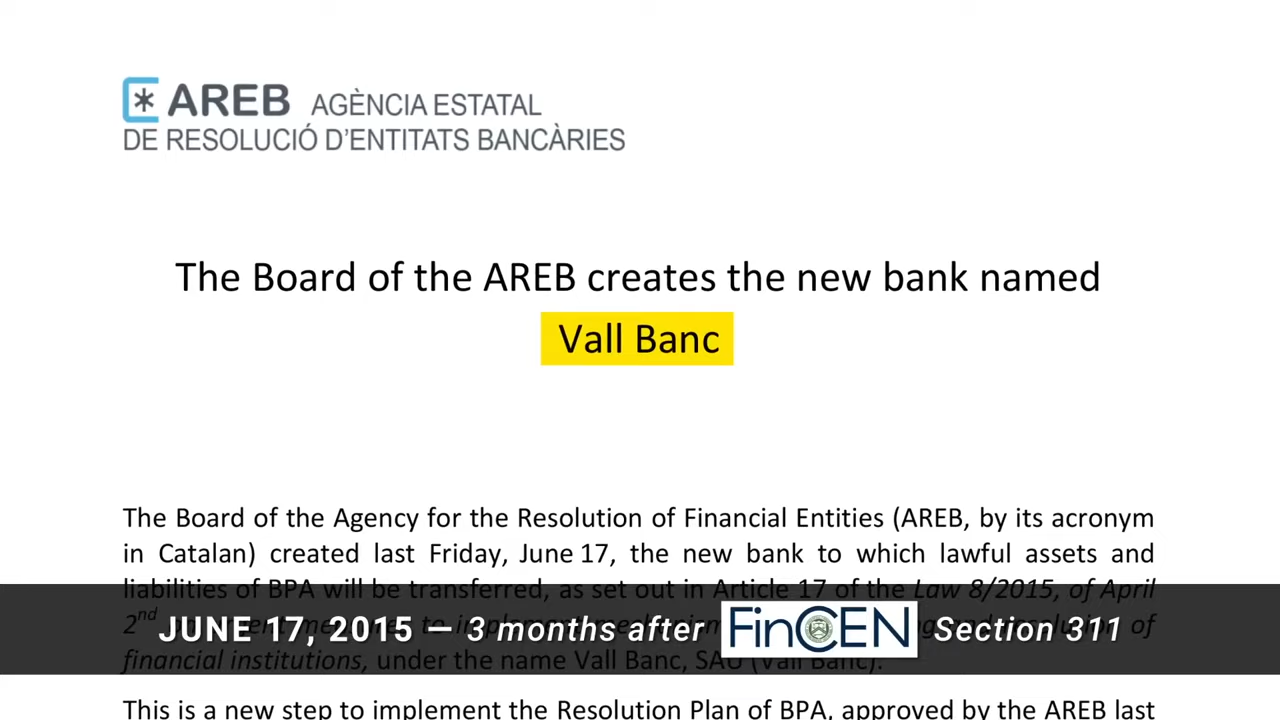 AREB AGÈNCIA ESTATAL
DE RESOLUCIÓ D'ENTITATS BANCÀRIES
The Board of the AREB creates the new bank named
Vall Banc
The Board of the Agency for the Resolution of Financial Entities (AREB, by its acronym
in Catalan) created last Friday, June 17, the new bank to which lawful assets and
liabilities of BPA will be transferred, as set out in Article 17 of the Law 8/2015, of April
2nd of
financial institutions, under the name Vall Banc, SAU (Vall Banc).
JUNE 17, 2015 — 3 months after FinCEN Section 311
This is a new step to implement the Resolution Plan of BPA, approved by the AREB last